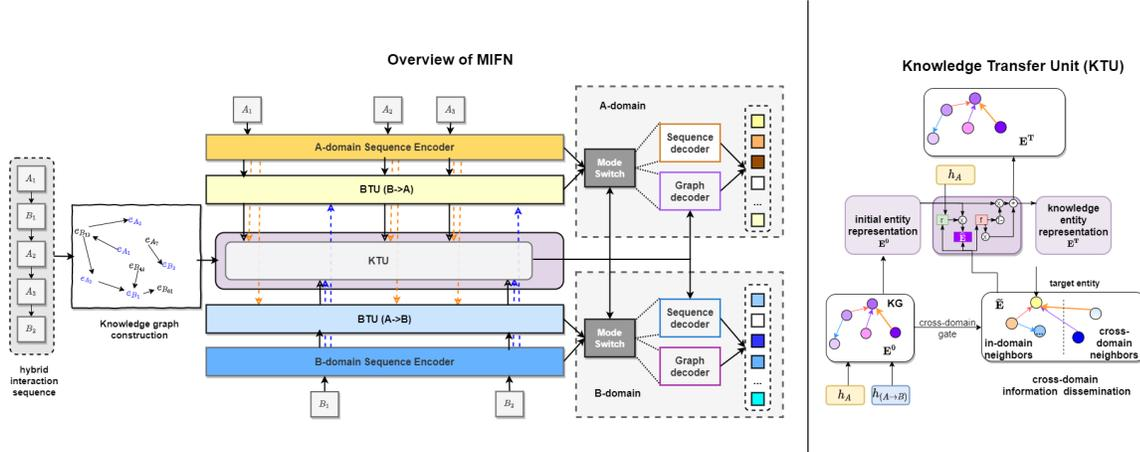 Overview of MIFN
A1
A2
A3
A-domain Sequence Encoder
BTU (B->A)
KTU
BTU (A->B)
B-domain Sequence Encoder
B1
B2
A1
B1
A2
A3
B2
hybrid
interaction
sequence
Knowledge graph
construction
A-domain
Mode
Switch
Sequence
decoder
Graph
decoder
...
Mode
Switch
Sequence
decoder
Graph
decoder
...
B-domain
Knowledge Transfer Unit (KTU)
E^T
h_A
initial entity
representation
E^0
r
r
Ẽ
knowledge
entity
representation
E^T
KG
E^0
cross-domain
gate
h_A
h_(A→B)
target entity
Ẽ
in-domain
neighbors
...
cross-
domain
neighbors
cross-domain
information dissemination